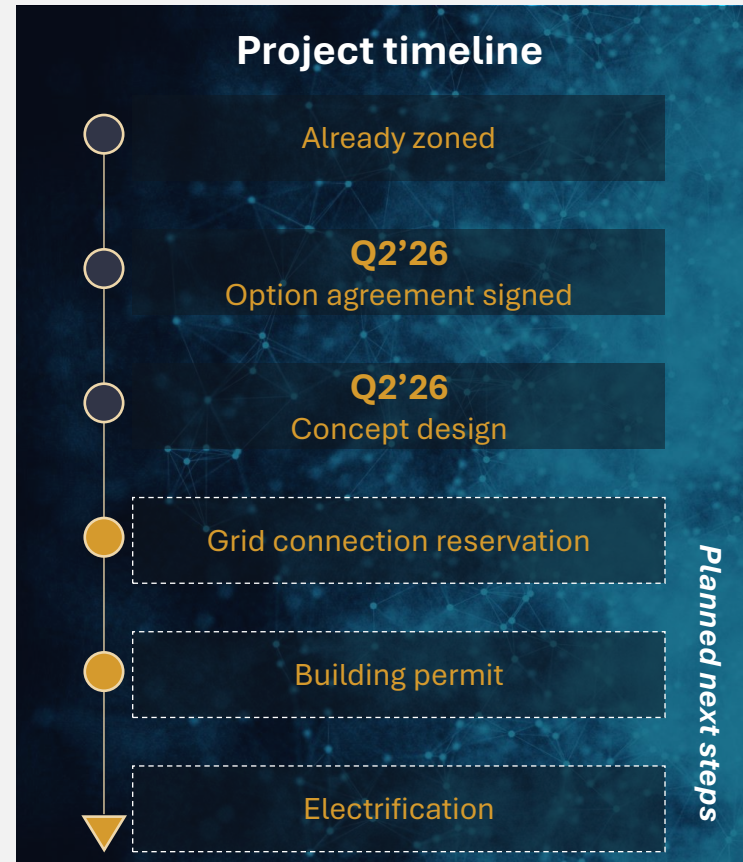 Project timeline
Already zoned
Q2’26
Option agreement signed
Q2’26
Concept design
Grid connection reservation
Building permit
Electrification
Planned next steps